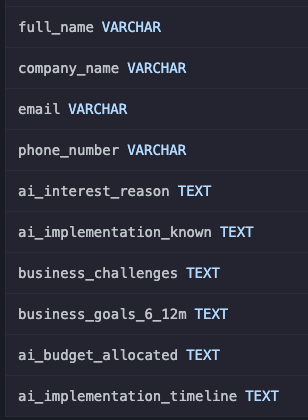 full_name VARCHAR
company_name VARCHAR
email VARCHAR
phone_number VARCHAR
ai_interest_reason TEXT
ai_implementation_known TEXT
business_challenges TEXT
business_goals_6_12m TEXT
ai_budget_allocated TEXT
ai_implementation_timeline TEXT